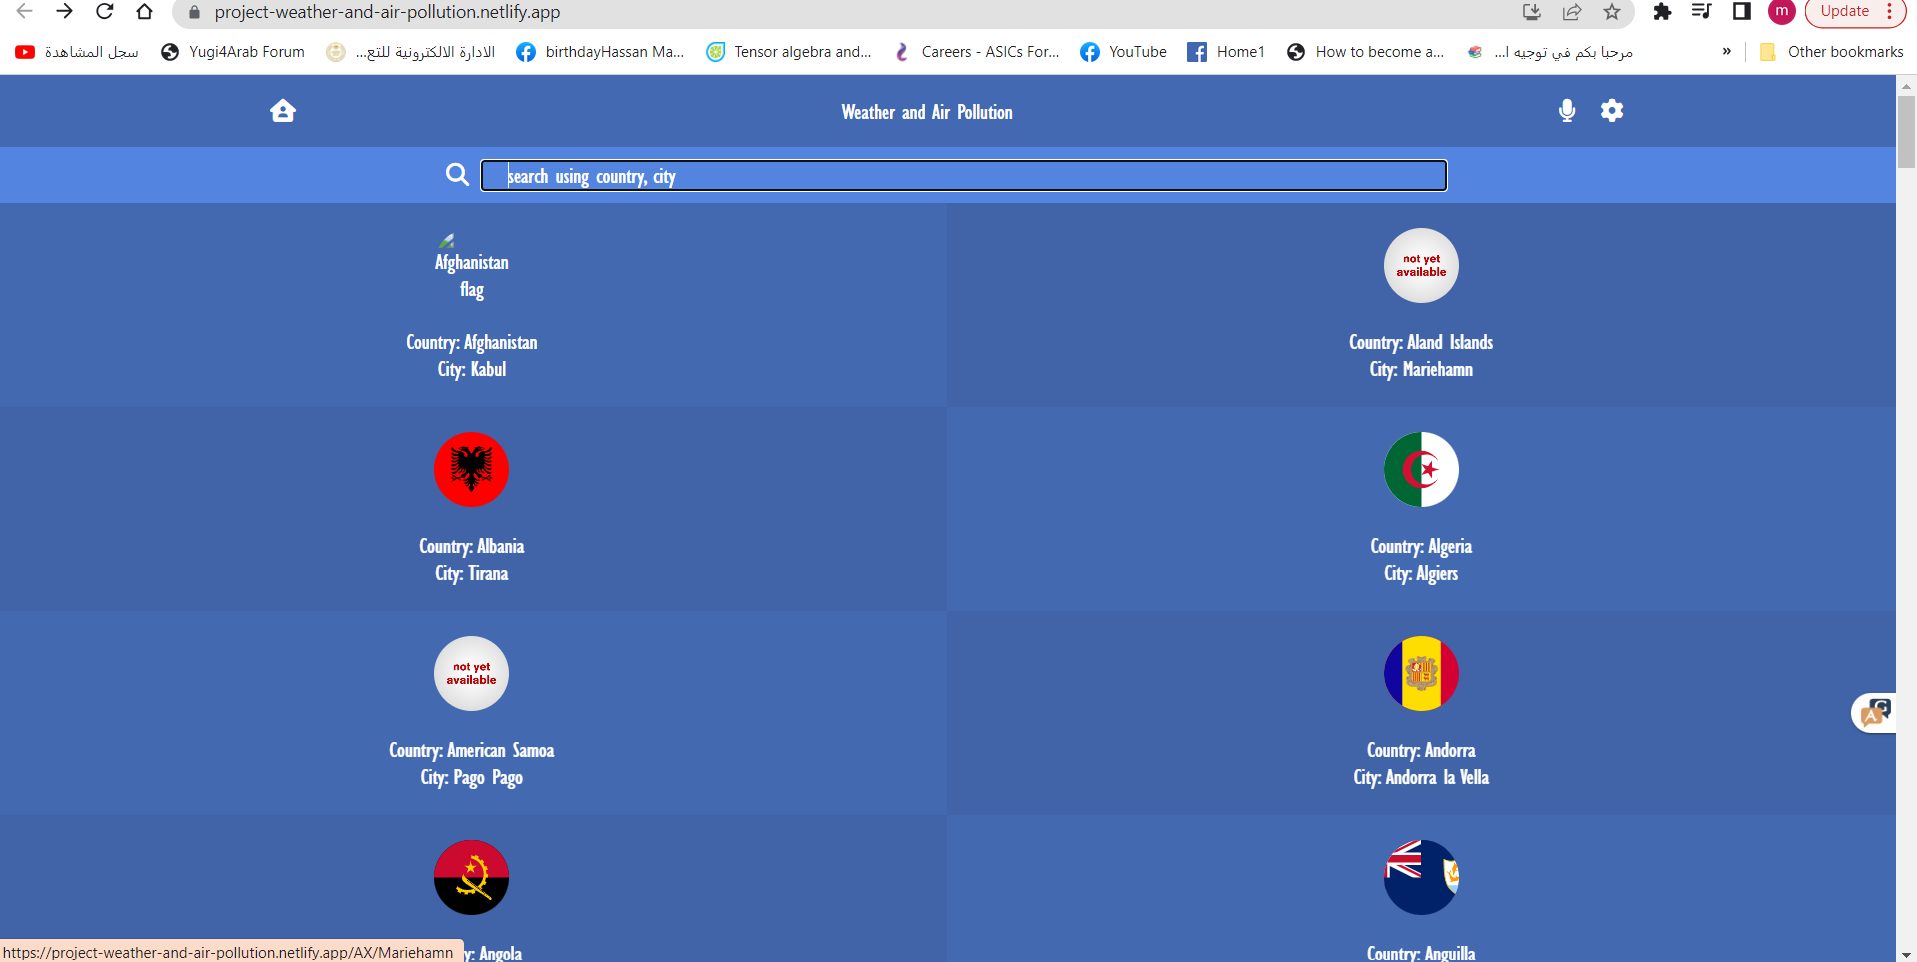 project-weather-and-air-pollution.netlify.app
m
Update
سجل المشاهدة
Yugi4Arab Forum
الادارة الالكترونية للتع...
birthdayHassan Ma...
Tensor algebra and...
Careers - ASICs For...
YouTube
Home1
How to become a...
مرحبا بكم في توجيه ا...
»
Other bookmarks
Weather and Air Pollution
search using country, city
Afghanistan
flag
Country: Afghanistan
City: Kabul
not yet
available
Country: Aland Islands
City: Mariehamn
Country: Albania
City: Tirana
Country: Algeria
City: Algiers
not yet
available
Country: American Samoa
City: Pago Pago
Country: Andorra
City: Andorra la Vella
y: Angola
Country: Anguilla
https://project-weather-and-air-pollution.netlify.app/AX/Mariehamn
A G